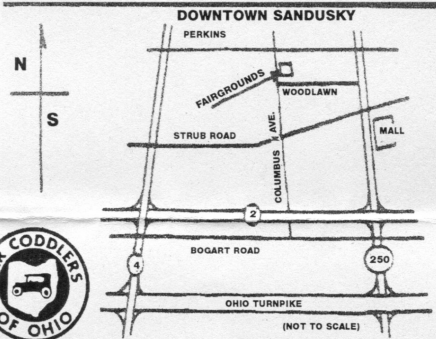 DOWNTOWN SANDUSKY
PERKINS
N
S
FAIRGROUNDS
WOODLAWN
STRUB ROAD
COLUMBUS AVE.
MALL
2
BOGART ROAD
4
250
OHIO TURNPIKE
(NOT TO SCALE)
CODDLERS
OF OHIO